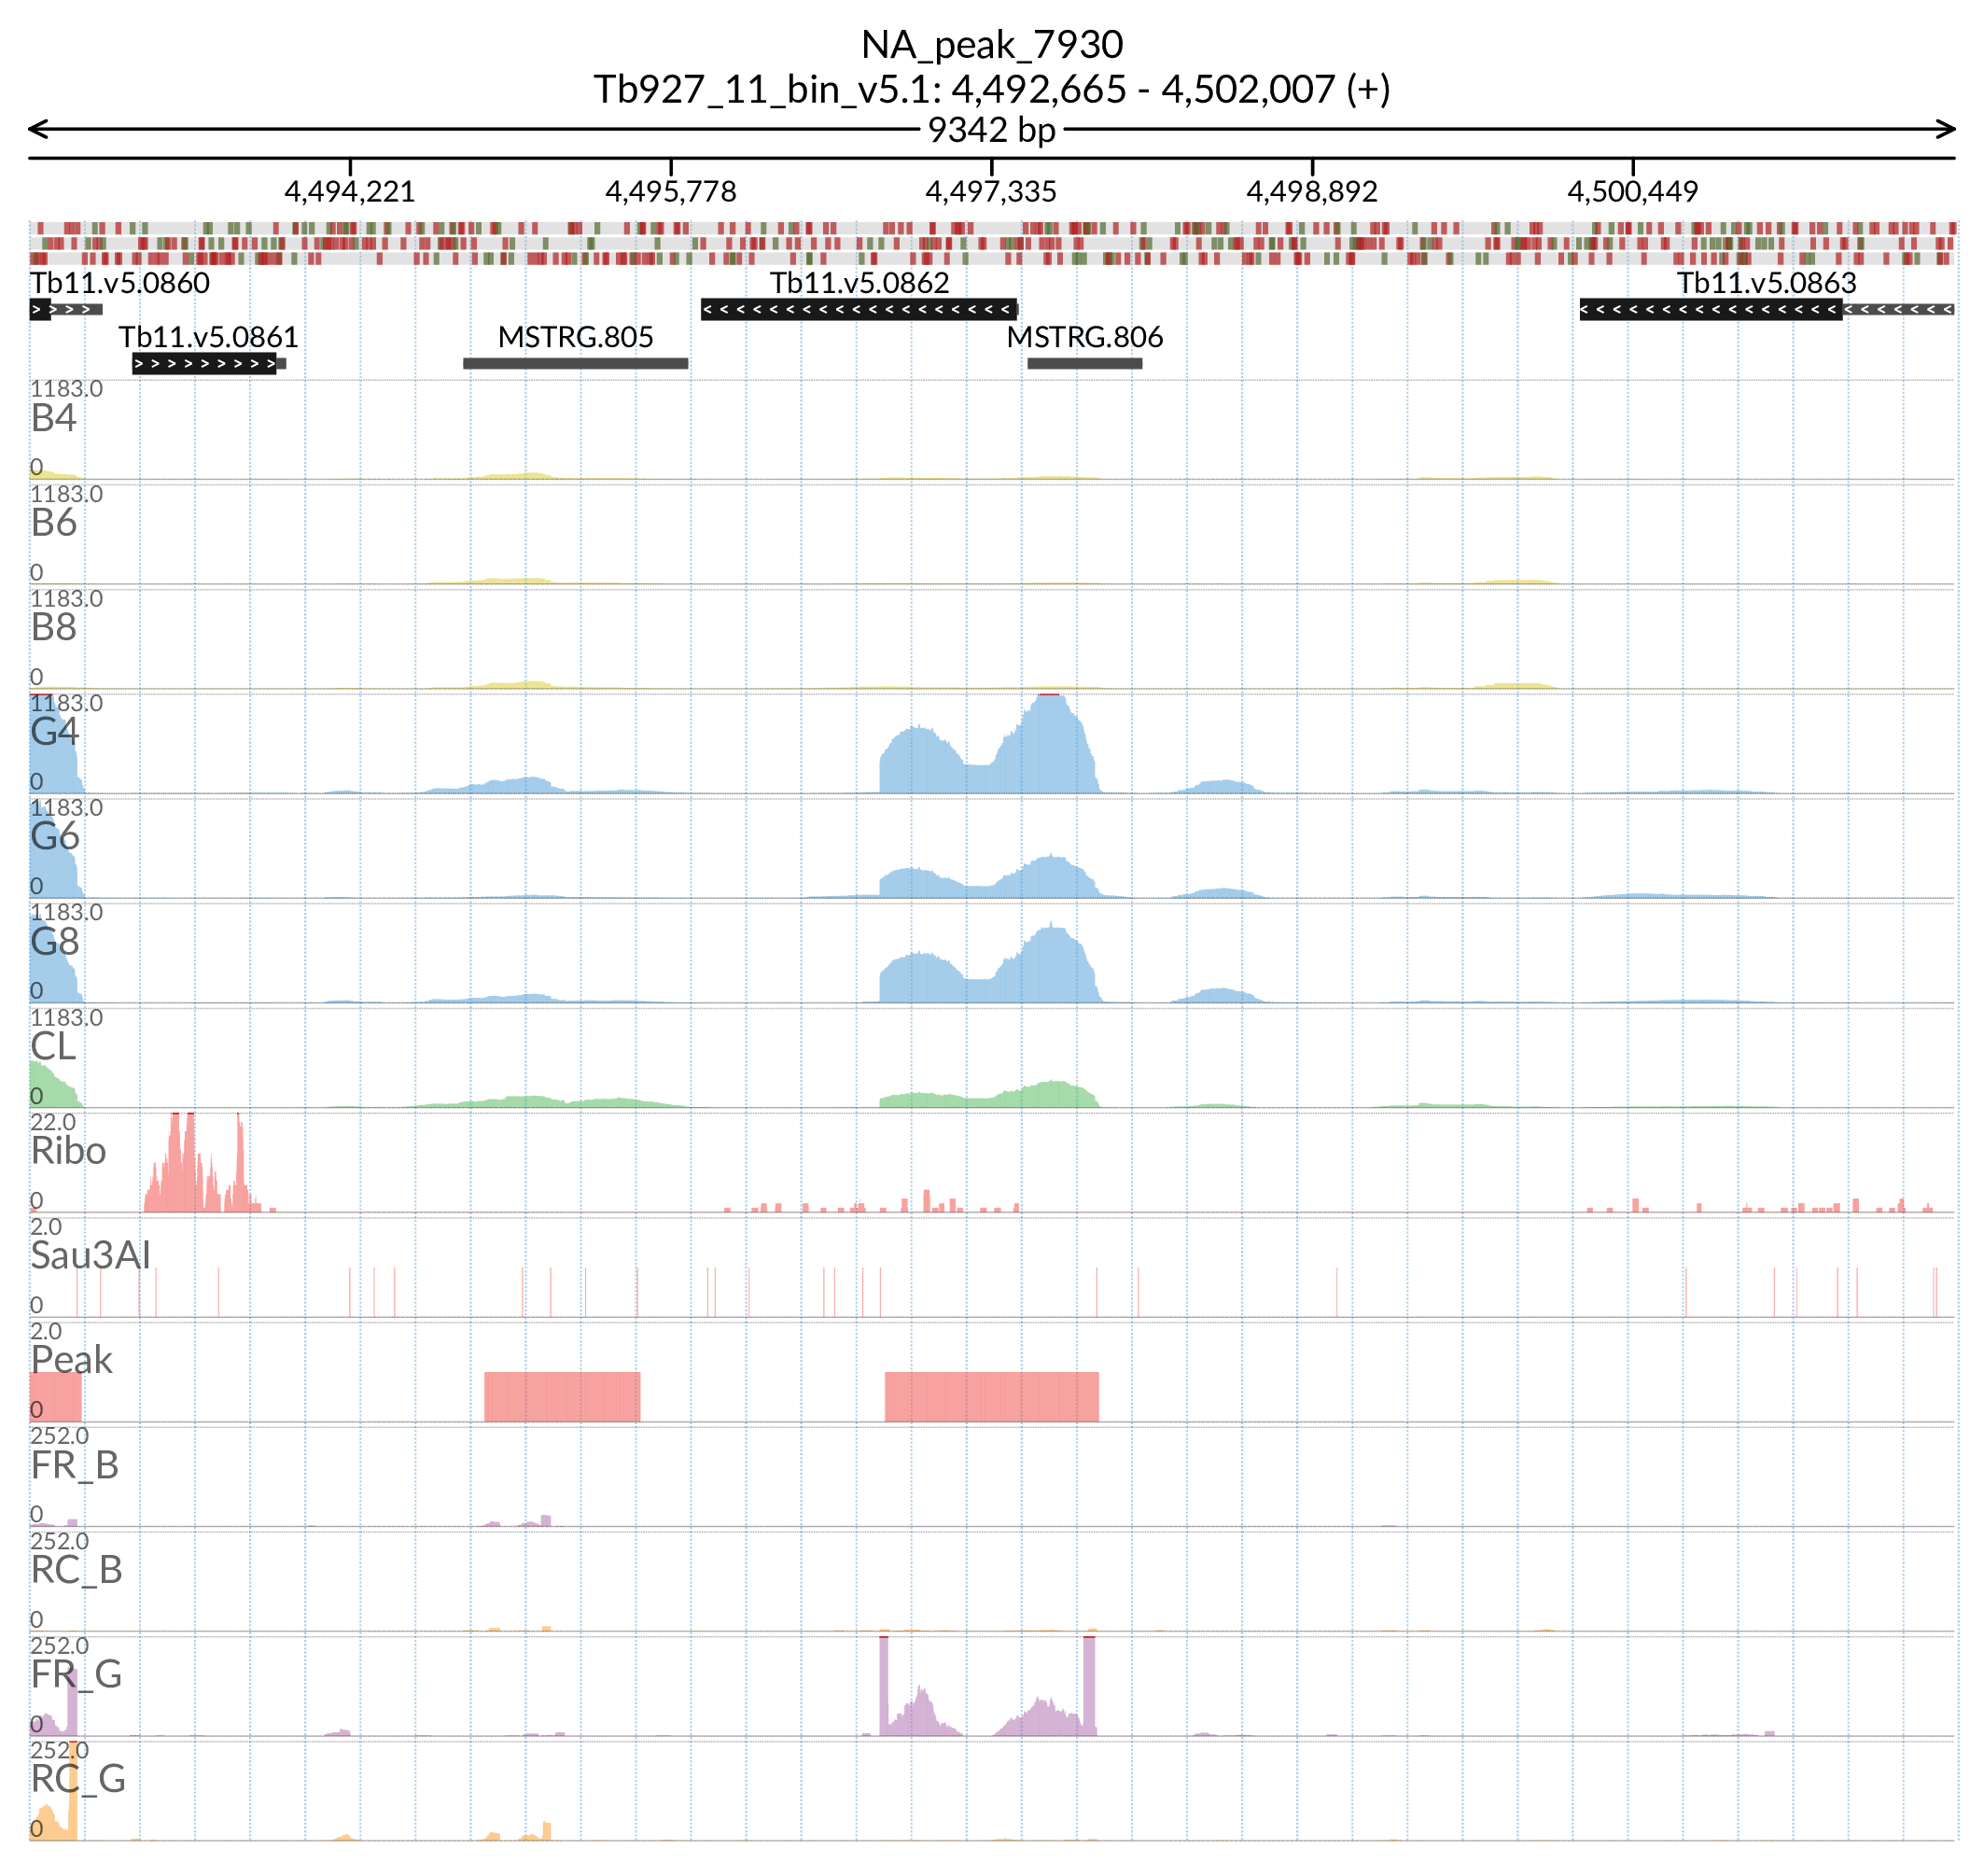 NA_peak_7930
Tb927_11_bin_v5.1: 4,492,665 - 4,502,007 (+)
9342 bp
4,494,221 4,495,778 4,497,335 4,498,892 4,500,449
Tb11.v5.0860 Tb11.v5.0862 Tb11.v5.0863
Tb11.v5.0861 MSTRG.805 MSTRG.806
1183.0
B4
0
1183.0
B6
0
1183.0
B8
0
1183.0
G4
0
1183.0
G6
0
1183.0
G8
0
1183.0
CL
0
22.0
Ribo
0
2.0
Sau3AI
0
2.0
Peak
0
252.0
FR_B
0
252.0
RC_B
0
252.0
FR_G
0
252.0
RC_G
0